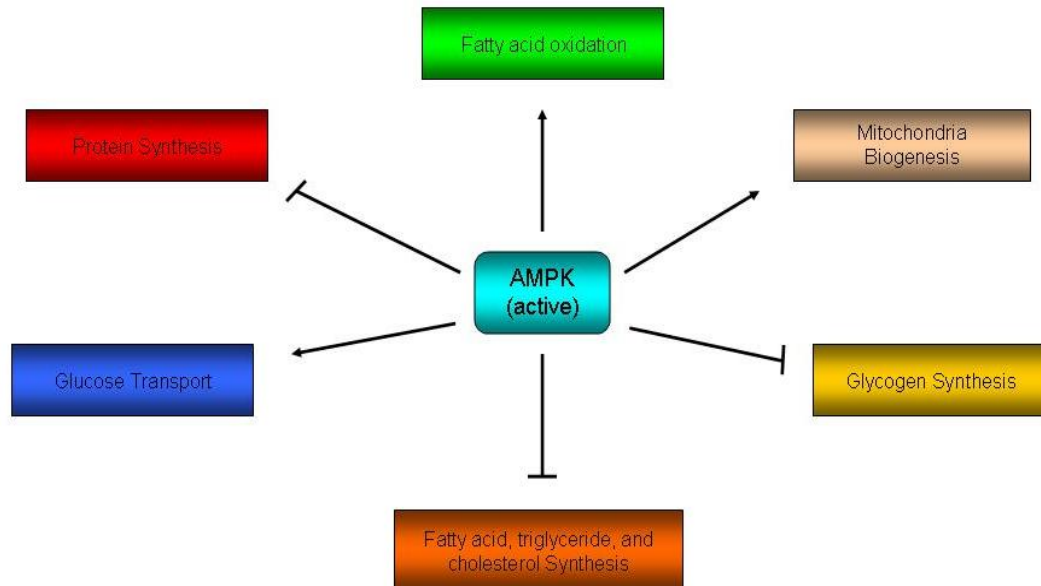 Fatty acid oxidation
Protein Synthesis
Mitochondria
Biogenesis
AMPK
(active)
Glucose Transport
Glycogen Synthesis
Fatty acid, triglyceride, and
cholesterol Synthesis